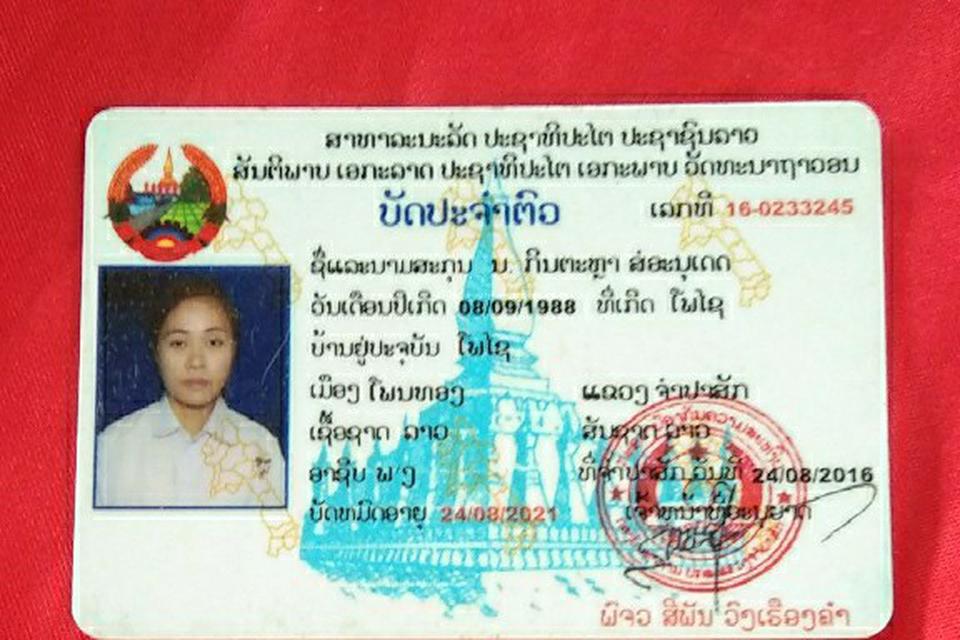 ສາທາລະນະລັດ ປະຊາທິປະໄຕ ປະຊາຊົນລາວ
ສັນຕິພາບ ເອກະລາດ ປະຊາທິປະໄຕ ເອກະພາບ ວັດທະນາຖາວອນ
ບັດປະຈຳຕົວ ເລກທີ 16-0233245
ຊື່ແລະນາມສະກຸນ ນ. ກິນຕະຫຼາ ສໍອະນຸເດດ
ວັນເດືອນປີເກີດ 08/09/1988 ທີ່ເກີດ ໂພໄຊ
ບ້ານຢູ່ປະຈຸບັນ ໂພໄຊ
ເມືອງ ໂພນທອງ ແຂວງ ຈຳປາສັກ
ເຊື້ອຊາດ ລາວ ສັນຊາດ ລາວ
ອາຊີບ ພ/ງ ທີ່ຈຳປາສັກ ວັນທີ 24/08/2016
ບັດຫມົດອາຍຸ 24/08/2021 ເຈົ້າຫນ້າທີ່ອະນຸຍາດ
ພົຈວ ສີພັນ ວົງເຮືອງຄຳ